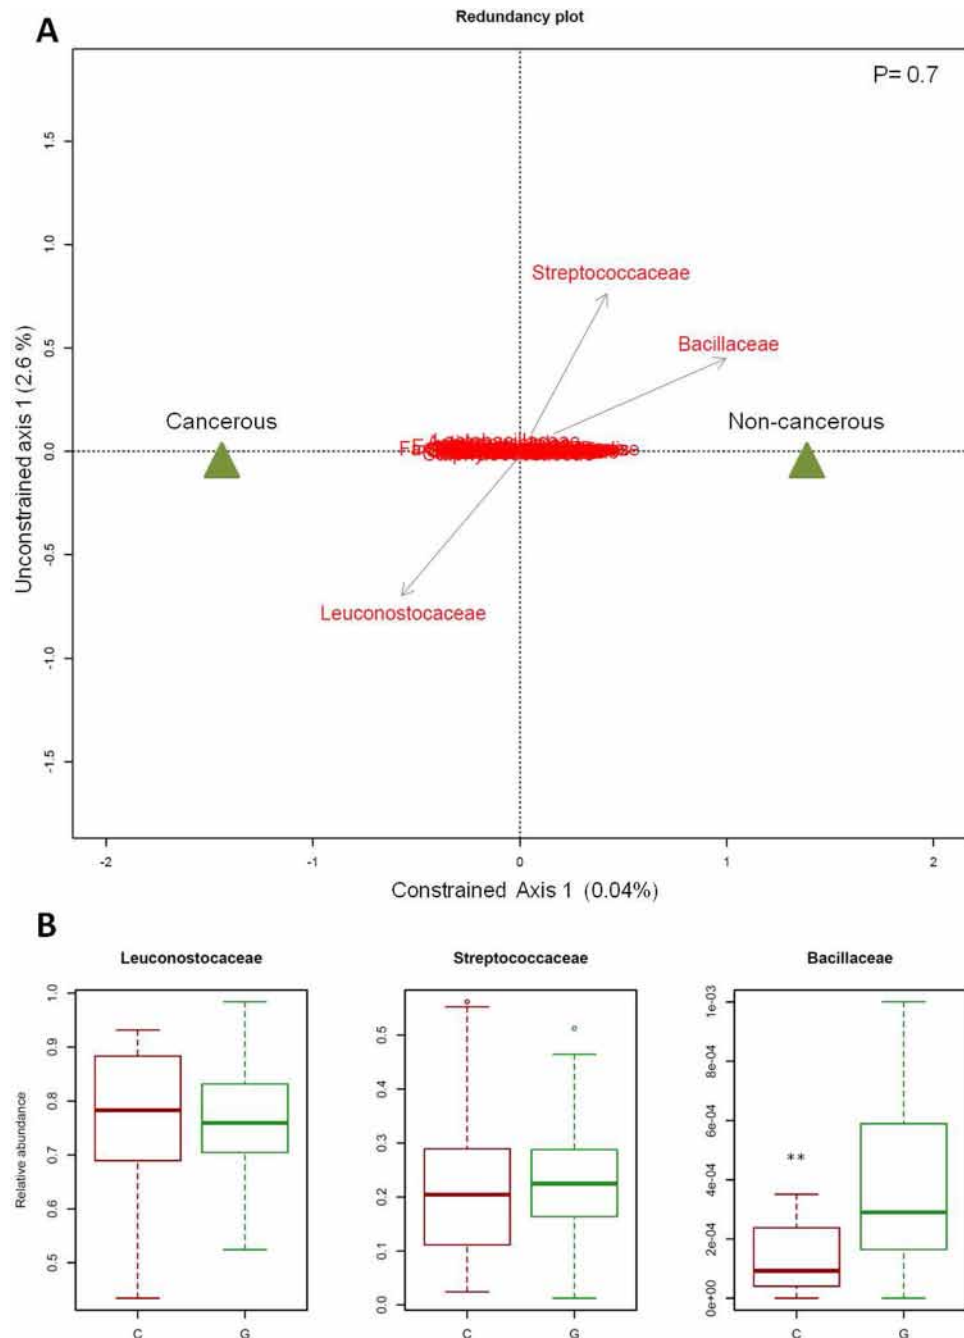 A
Redundancy plot
P= 0.7
Unconstrained axis 1 (2.6 %)
1.5
1.0
0.5
0.0
-0.5
-1.0
-1.5
Streptococcaceae
Bacillaceae
Cancerous
Non-cancerous
Leuconostocaceae
-2
-1
0
1
2
Constrained Axis 1 (0.04%)
B
Leuconostocaceae
Relative abundance
1.0
0.9
0.8
0.7
0.6
0.5
C
G
Streptococcaceae
0.5
0.4
0.3
0.2
0.1
0.0
C
G
Bacillaceae
1e-03
8e-04
6e-04
4e-04
2e-04
0e+00
**
C
G